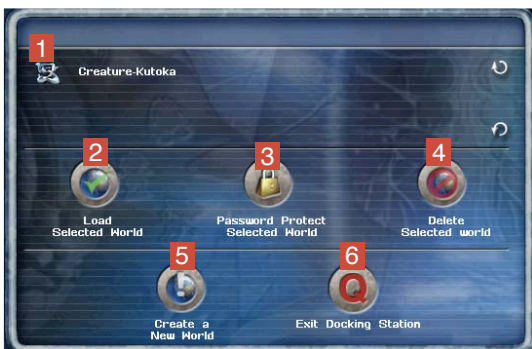 1
Creature-Kutoka
2
3
4
Load
Selected World
Password Protect
Selected World
Delete
Selected world
5
6
Q
Create a
New World
Exit Docking Station